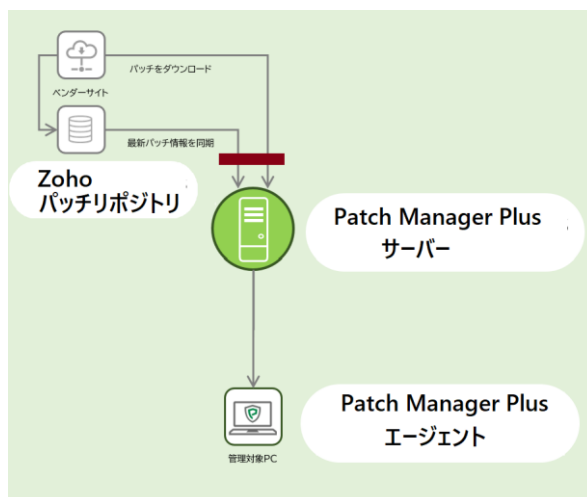 パッチをダウンロード
ベンダーサイト
最新パッチ情報を同期
Zoho
パッチリポジトリ
Patch Manager Plus
サーバー
Patch Manager Plus
エージェント
管理対象PC